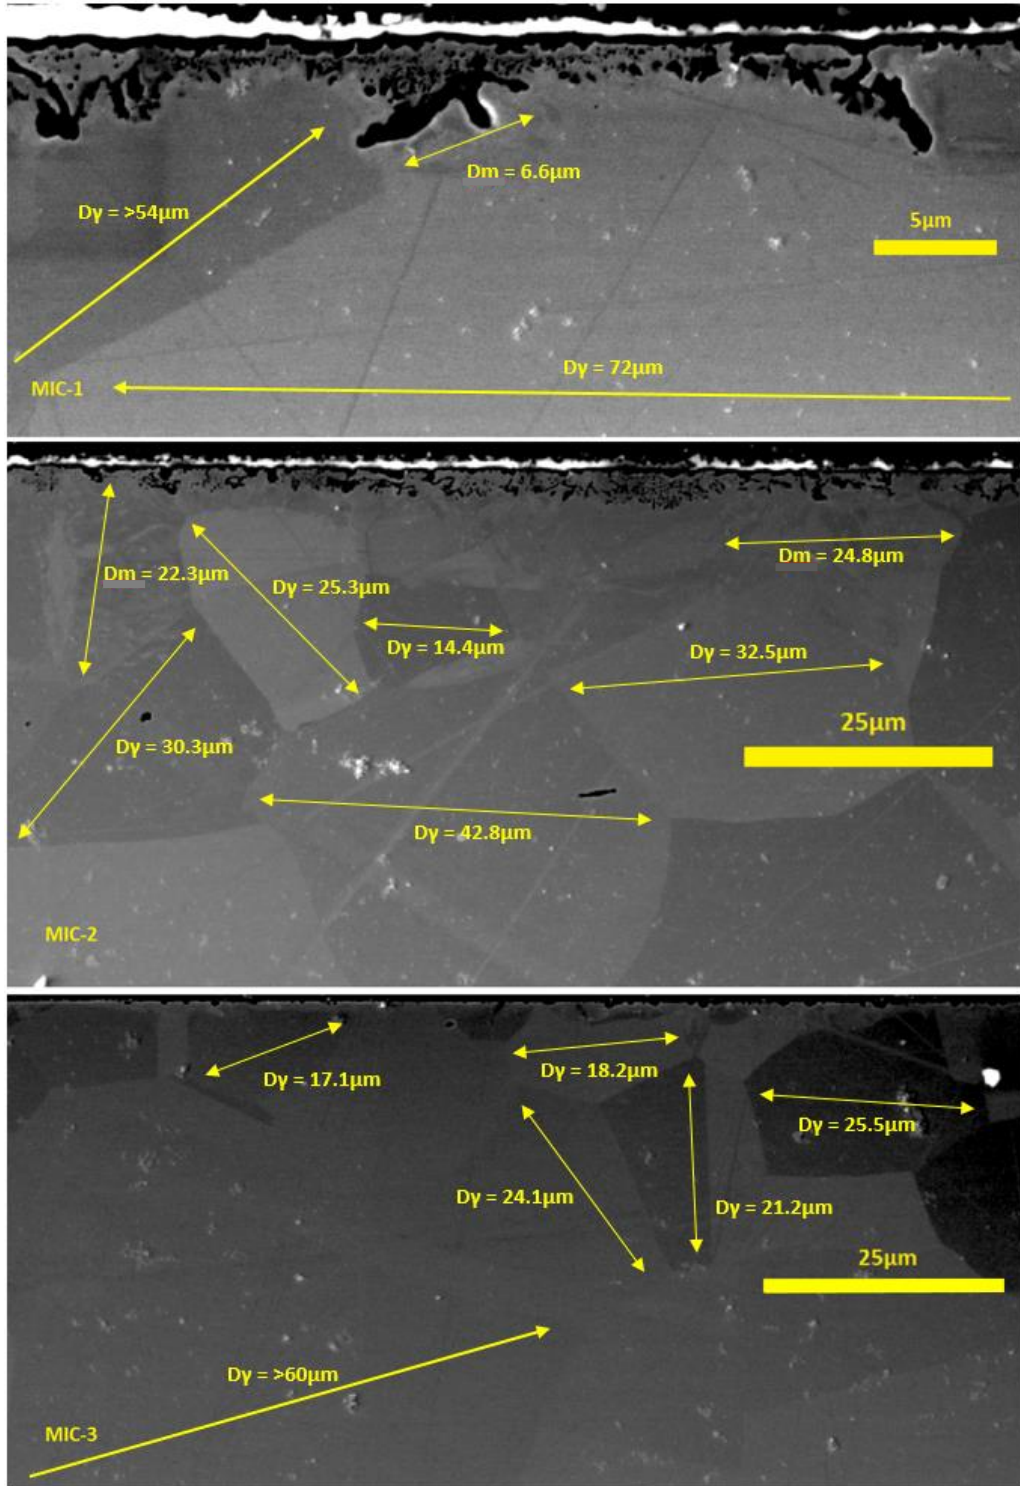 Dm = 6.6µm
Dγ = >54µm
5µm
Dγ = 72µm
MIC-1
Dm = 22.3µm
Dγ = 25.3µm
Dm = 24.8µm
Dγ = 14.4µm
Dγ = 32.5µm
Dγ = 30.3µm
25µm
Dγ = 42.8µm
MIC-2
Dγ = 17.1µm
Dγ = 18.2µm
Dγ = 25.5µm
Dγ = 24.1µm
Dγ = 21.2µm
25µm
Dγ = >60µm
MIC-3